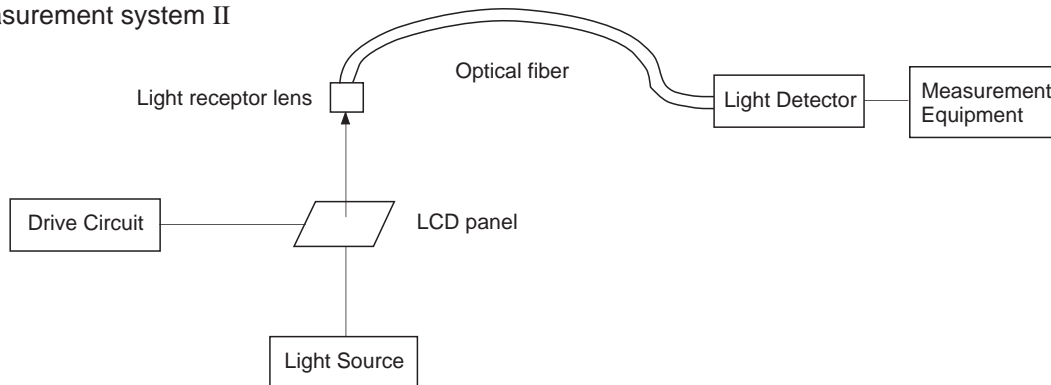 asurement system II
Optical fiber
Light receptor lens
Light Detector
Measurement
Equipment
Drive Circuit
LCD panel
Light Source